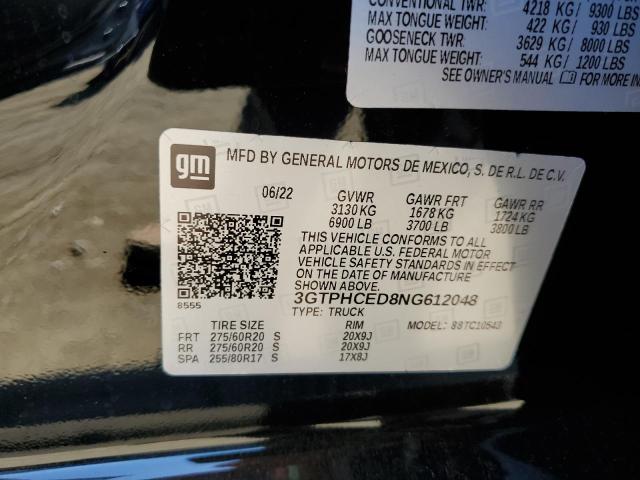 CONVENTIONAL TWR: 4218 KG/ 9300 LBS
MAX TONGUE WEIGHT: 422 KG/ 930 LBS
GOOSENECK TWR: 3629 KG/ 8000 LBS
MAX TONGUE WEIGHT: 544 KG/ 1200 LBS
SEE OWNER'S MANUAL FOR MORE IN
gm MFD BY GENERAL MOTORS DE MEXICO, S. DE R.L. DE C.V.
06/22 GVWR GAWR FRT GAWR RR
3130 KG 1678 KG 1724 KG
6900 LB 3700 LB 3800 LB
THIS VEHICLE CONFORMS TO ALL
APPLICABLE U.S. FEDERAL MOTOR
VEHICLE SAFETY STANDARDS IN EFFECT
ON THE DATE OF MANUFACTURE
SHOWN ABOVE.
8555 3GTPHCED8NG612048
TYPE: TRUCK MODEL: 88TC10543
TIRE SIZE RIM
FRT 275/60R20 S 20X9J
RR 275/60R20 S 20X9J
SPA 255/80R17 S 17X8J